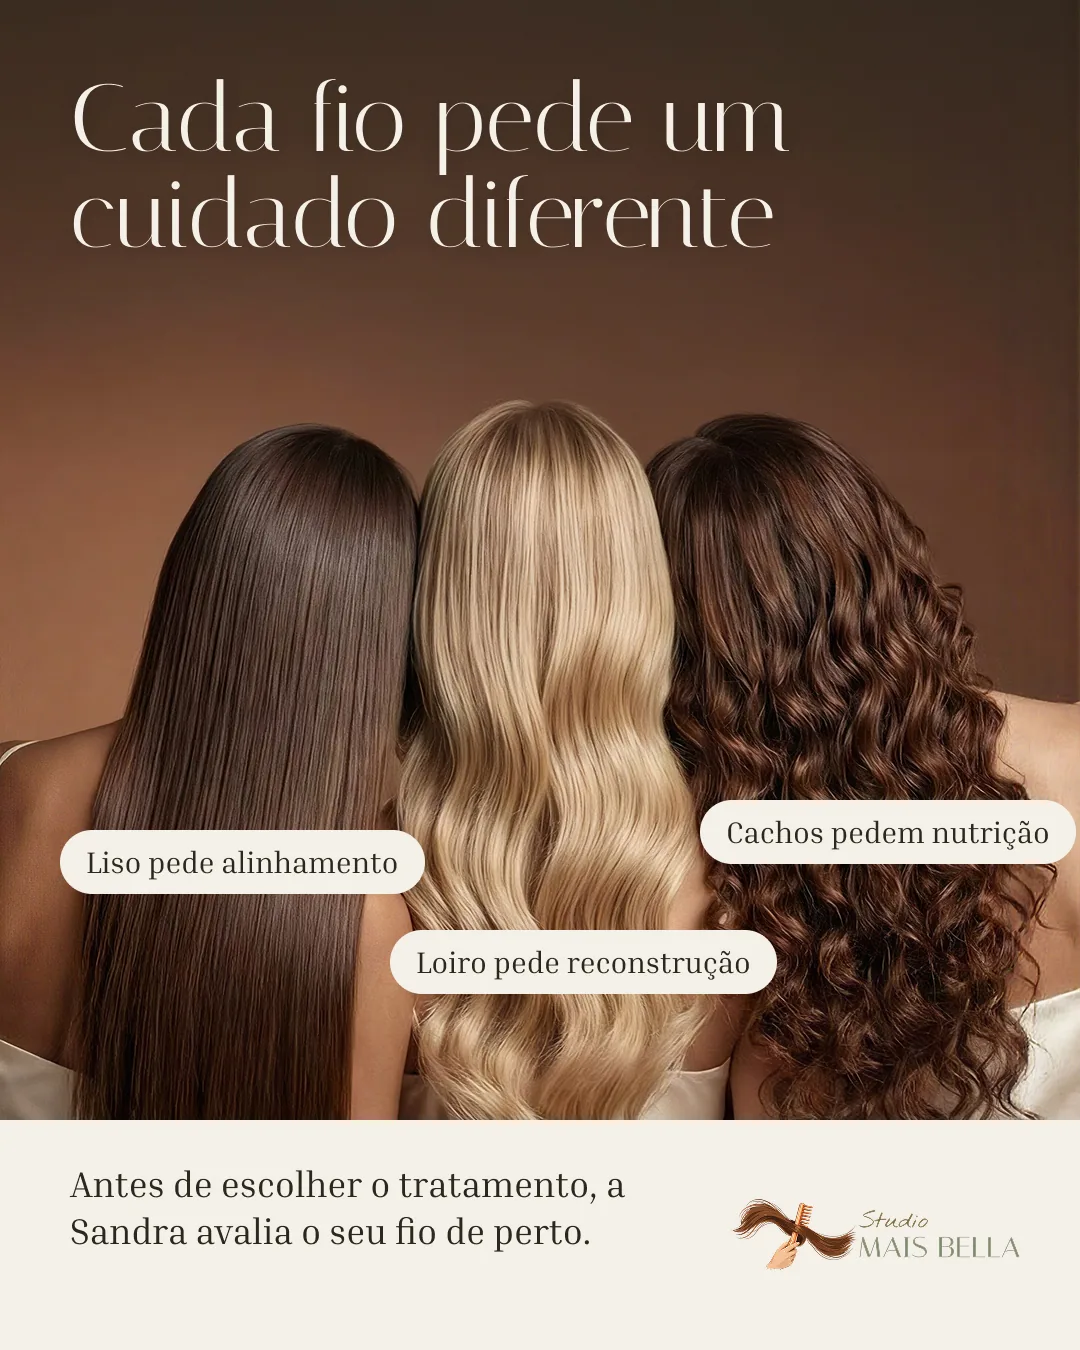 Cada fio pede um
cuidado diferente
Cachos pedem nutrição
Liso pede alinhamento
Loiro pede reconstrução
Antes de escolher o tratamento, a
Sandra avalia o seu fio de perto.
Studio
MAIS BELLA